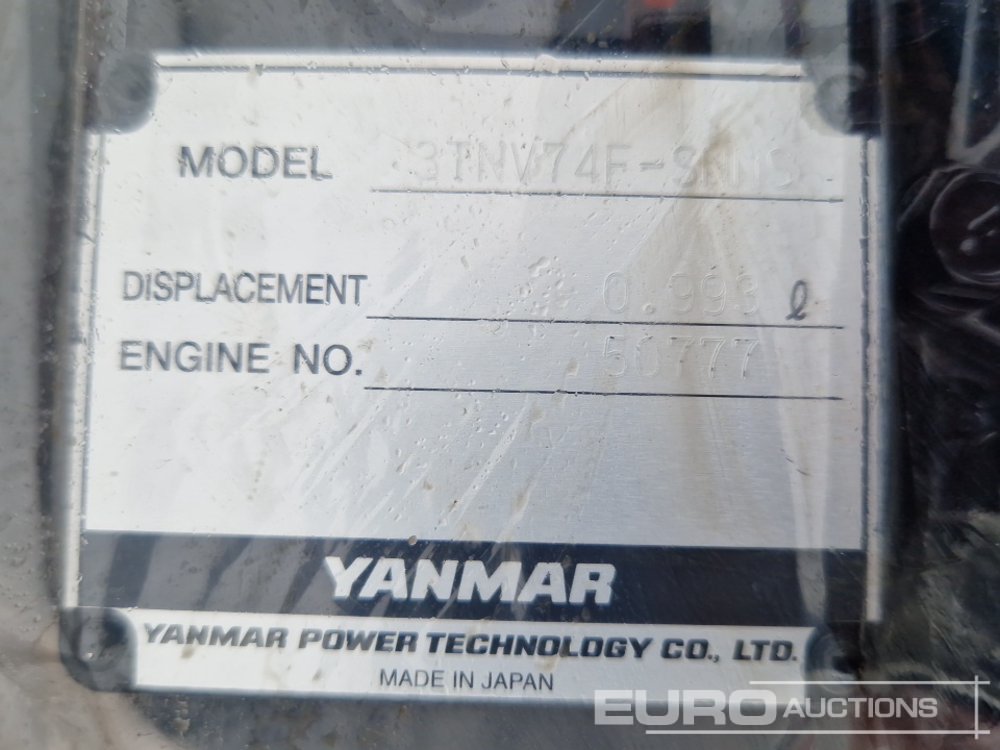 MODEL 3TNV74F-SNNS
DISPLACEMENT 0.993 ℓ
ENGINE NO. 50777
YANMAR
YANMAR POWER TECHNOLOGY CO., LTD.
MADE IN JAPAN
EURO AUCTIONS